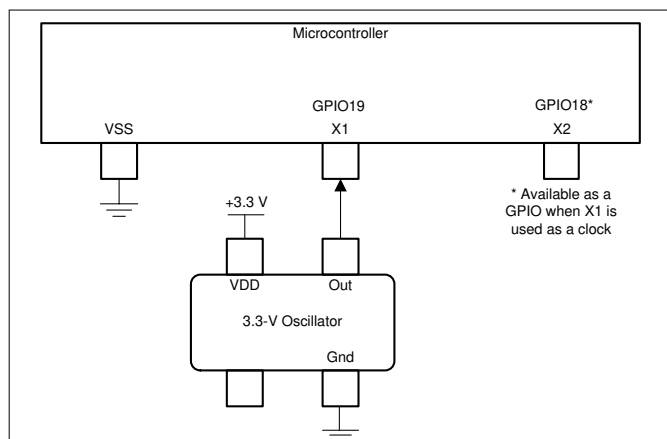 Microcontroller
GPIO19
GPIO18*
VSS
X1
X2
+3.3 V
* Available as a
GPIO when X1 is
used as a clock
VDD
Out
3.3-V Oscillator
Gnd